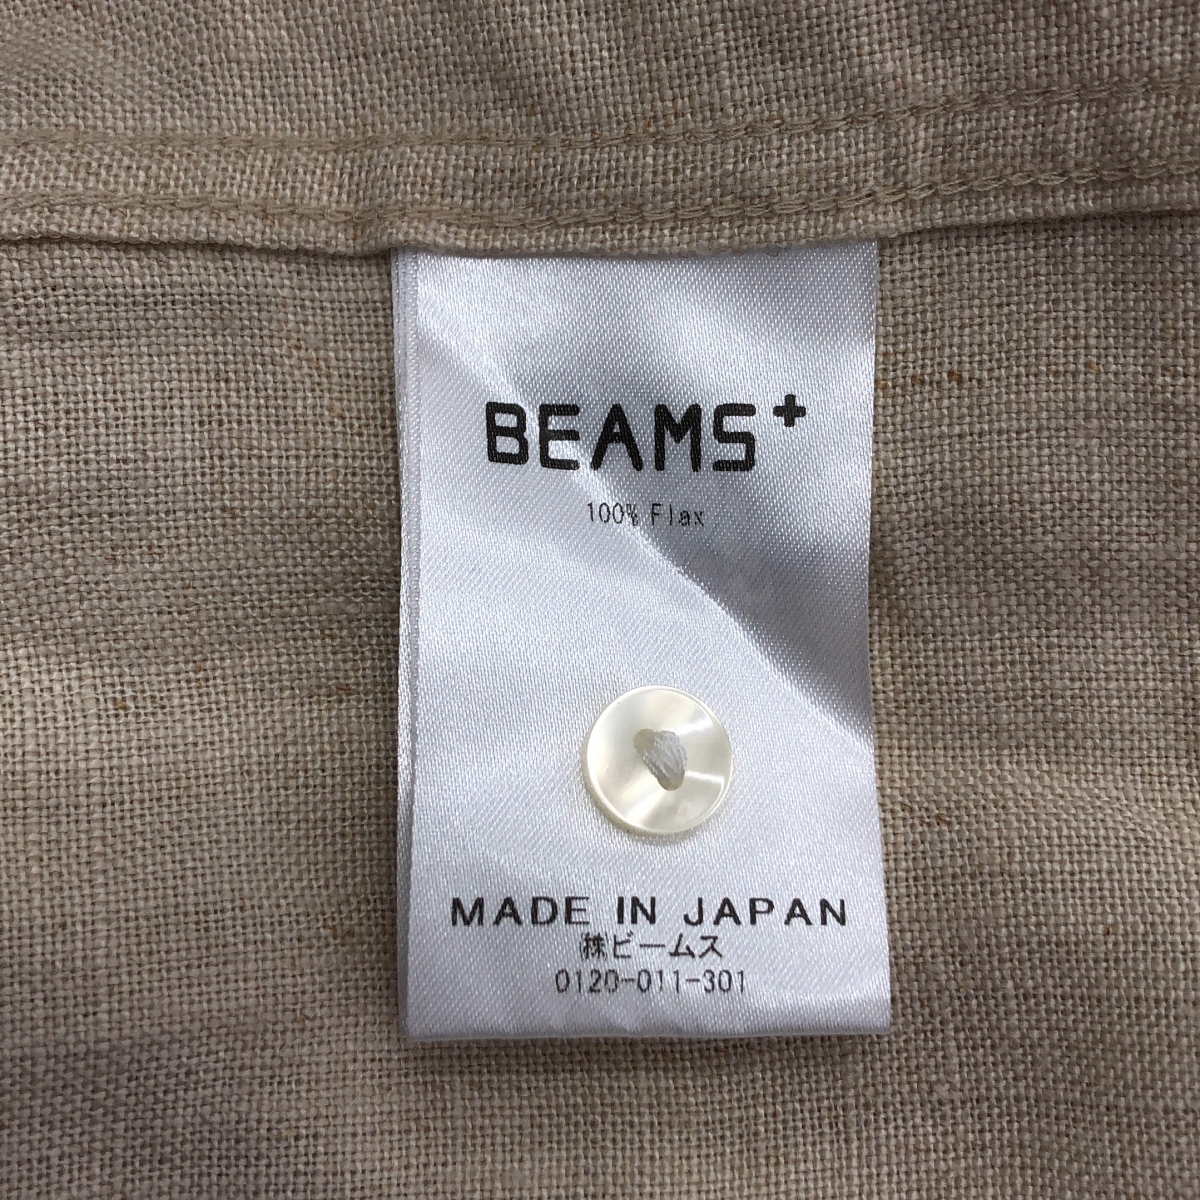 BEAMS+
100% Flax
MADE IN JAPAN
㈱ビームス
0120-011-301